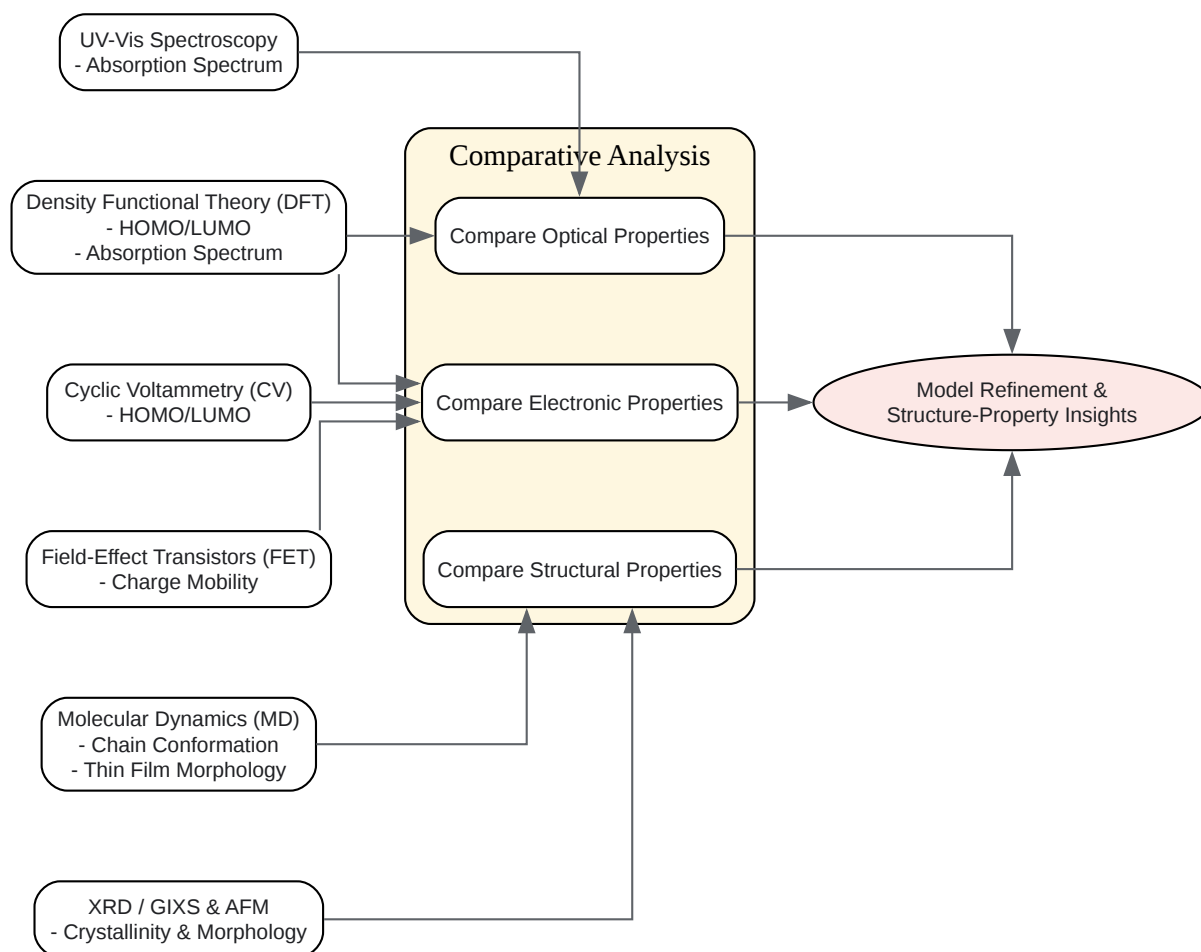 UV-Vis Spectroscopy
- Absorption Spectrum
Comparative Analysis
Density Functional Theory (DFT)
- HOMO/LUMO
- Absorption Spectrum
Compare Optical Properties
Cyclic Voltammetry (CV)
- HOMO/LUMO
Compare Electronic Properties
Model Refinement &
Structure-Property Insights
Field-Effect Transistors (FET)
- Charge Mobility
Compare Structural Properties
Molecular Dynamics (MD)
- Chain Conformation
- Thin Film Morphology
XRD / GIXS & AFM
- Crystallinity & Morphology